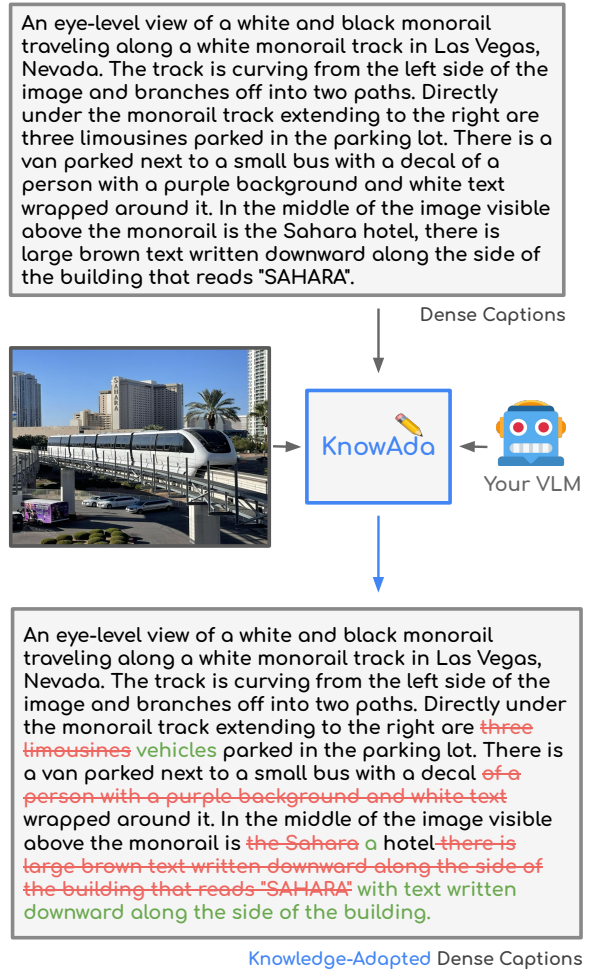 An eye-level view of a white and black monorail
traveling along a white monorail track in Las Vegas,
Nevada. The track is curving from the left side of the
image and branches off into two paths. Directly
under the monorail track extending to the right are
three limousines parked in the parking lot. There is a
van parked next to a small bus with a decal of a
person with a purple background and white text
wrapped around it. In the middle of the image visible
above the monorail is the Sahara hotel, there is
large brown text written downward along the side of
the building that reads "SAHARA".
Dense Captions
SAHARA
KnowAda
Your VLM
An eye-level view of a white and black monorail
traveling along a white monorail track in Las Vegas,
Nevada. The track is curving from the left side of the
image and branches off into two paths. Directly under
the monorail track extending to the right are three
limousines vehicles parked in the parking lot. There is
a van parked next to a small bus with a decal of a
person with a purple background and white text
wrapped around it. In the middle of the image visible
above the monorail is the Sahara a hotel there is
large brown text written downward along the side of
the building that reads "SAHARA" with text written
downward along the side of the building.
Knowledge-Adapted Dense Captions